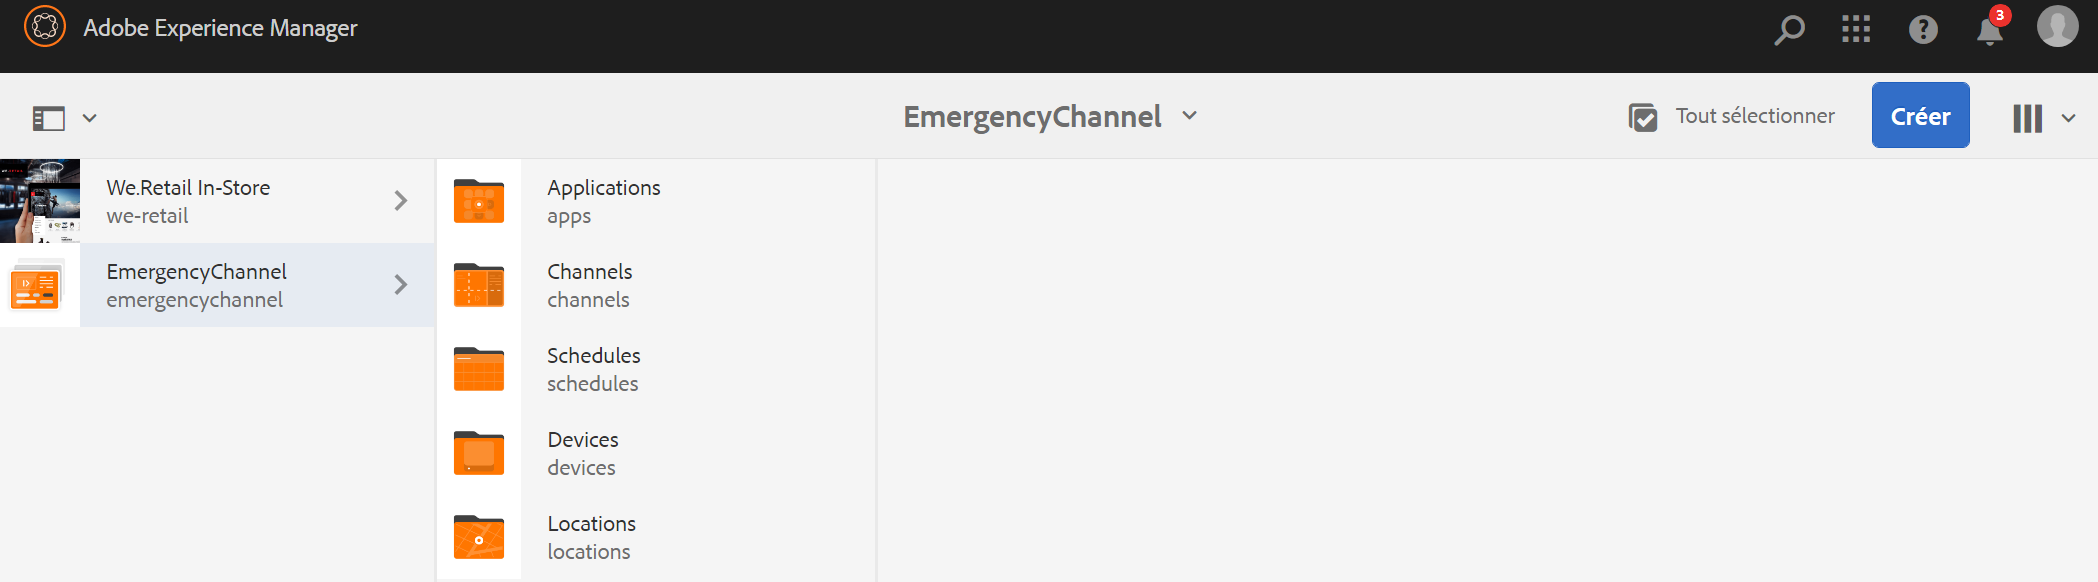 Adobe Experience Manager
3
EmergencyChannel
Tout sélectionner
Créer
We.Retail In-Store
we-retail
EmergencyChannel
emergencychannel
Applications
apps
Channels
channels
Schedules
schedules
Devices
devices
Locations
locations